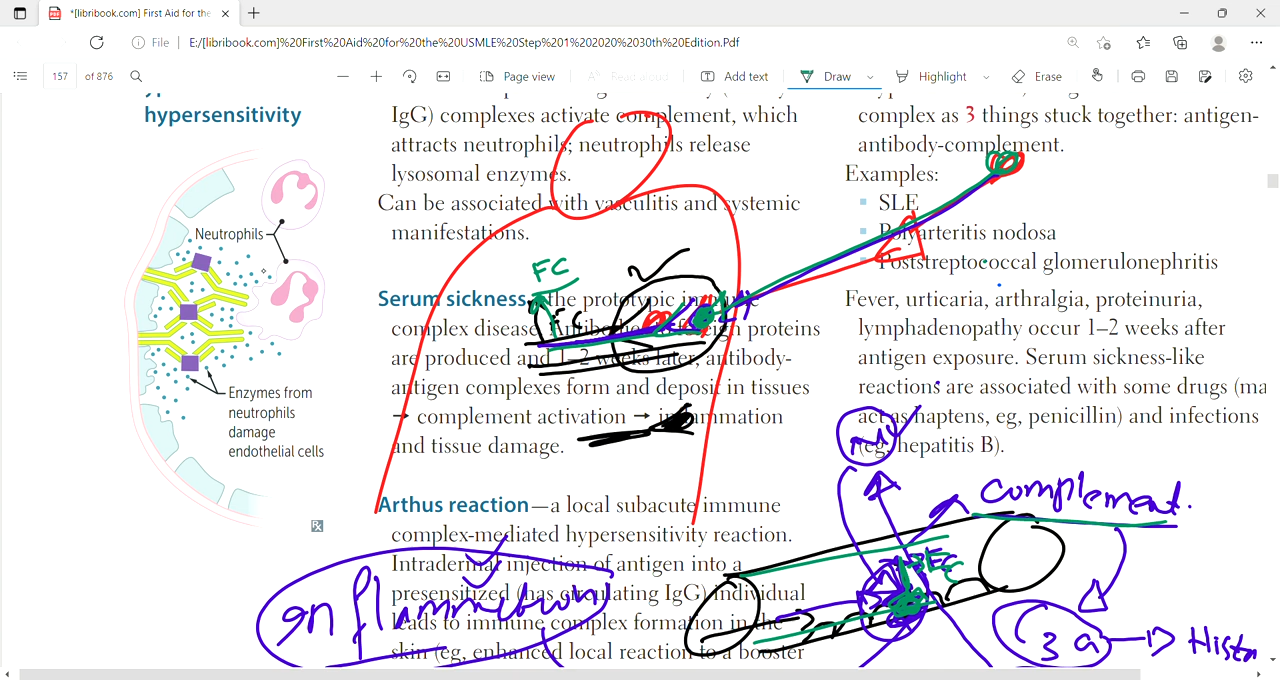 *[libribook.com] First Aid for the
File
E:/[libribook.com]%20First%20Aid%20for%20the%20USMLE%20Step%201%202020%2030th%20Edition.Pdf
157 of 876
Page view
Read aloud
Add text
Draw
Highlight
Erase
hypersensitivity
Neutrophils
Enzymes from
neutrophils
damage
endothelial cells
IgG) complexes activate complement, which
attracts neutrophils; neutrophils release
lysosomal enzymes.
Can be associated with vasculitis and systemic
manifestations.
Serum sickness—the prototypic immune
complex disease. Antibodies to foreign proteins
are produced and 1–2 weeks later, antibody-
antigen complexes form and deposit in tissues
→ complement activation → inflammation
and tissue damage.
Arthus reaction—a local subacute immune
complex-mediated hypersensitivity reaction.
Intradermal injection of antigen into a
presensitized (has circulating IgG) individual
leads to immune complex formation in the
skin (eg, enhanced local reaction to a booster
complex as 3 things stuck together: antigen-
antibody-complement.
Examples:
SLE
Polyarteritis nodosa
Poststreptococcal glomerulonephritis
Fever, urticaria, arthralgia, proteinuria,
lymphadenopathy occur 1–2 weeks after
antigen exposure. Serum sickness-like
reactions are associated with some drugs (ma
act as haptens, eg, penicillin) and infections
(eg, hepatitis B).
FC
complement.
3a
Hista